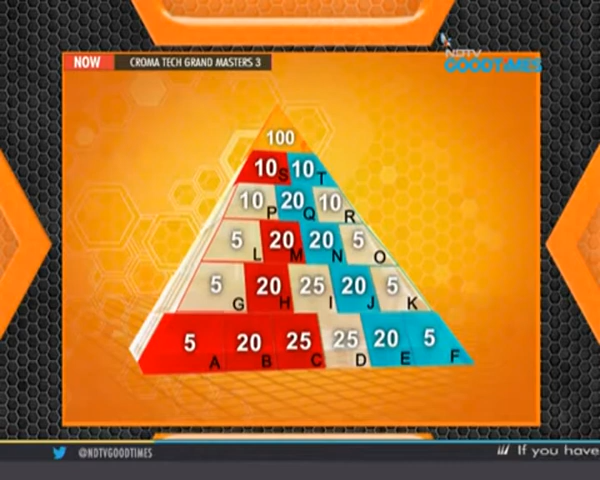 NDTV
GOODTiMES
NOW CROMA TECH GRAND MASTERS 3
100
10 S 10 T
10 P 20 Q 10 R
5 L 20 M 20 N 5 O
5 G 20 H 25 I 20 J 5 K
5 A 20 B 25 C 25 D 20 E 5 F
@NDTVGOODTIMES
If you have